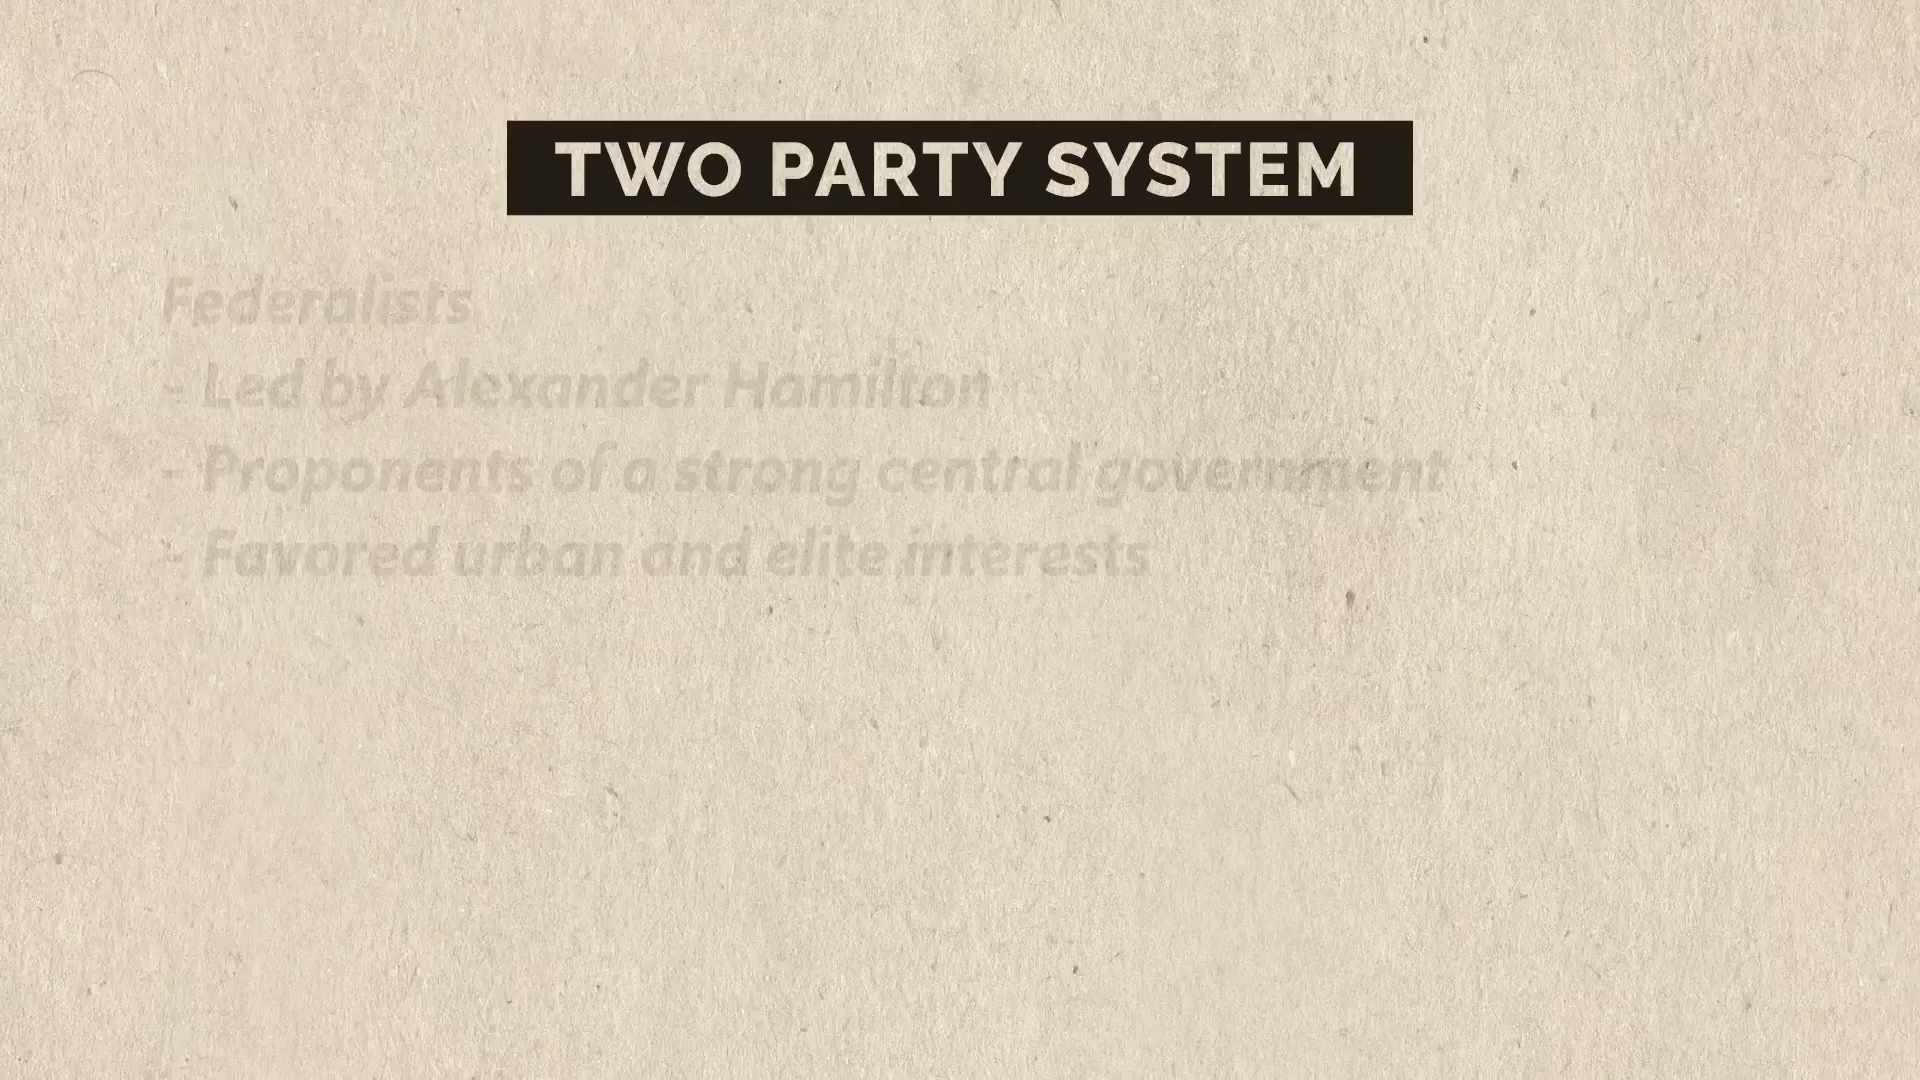 TWO PARTY SYSTEM
Federalists
- Led by Alexander Hamilton
- Proponents of a strong central government
- Favored urban and elite interests